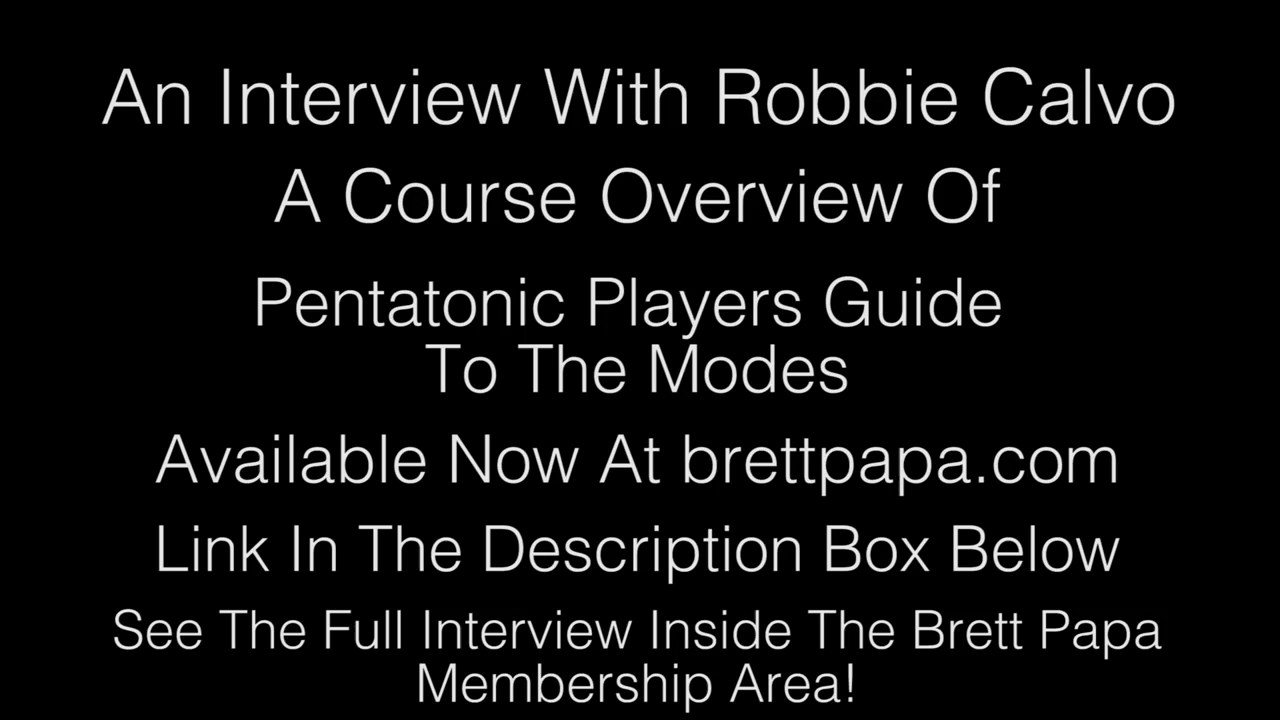 An Interview With Robbie Calvo
A Course Overview Of
Pentatonic Players Guide
To The Modes
Available Now At brettpapa.com
Link In The Description Box Below
See The Full Interview Inside The Brett Papa
Membership Area!